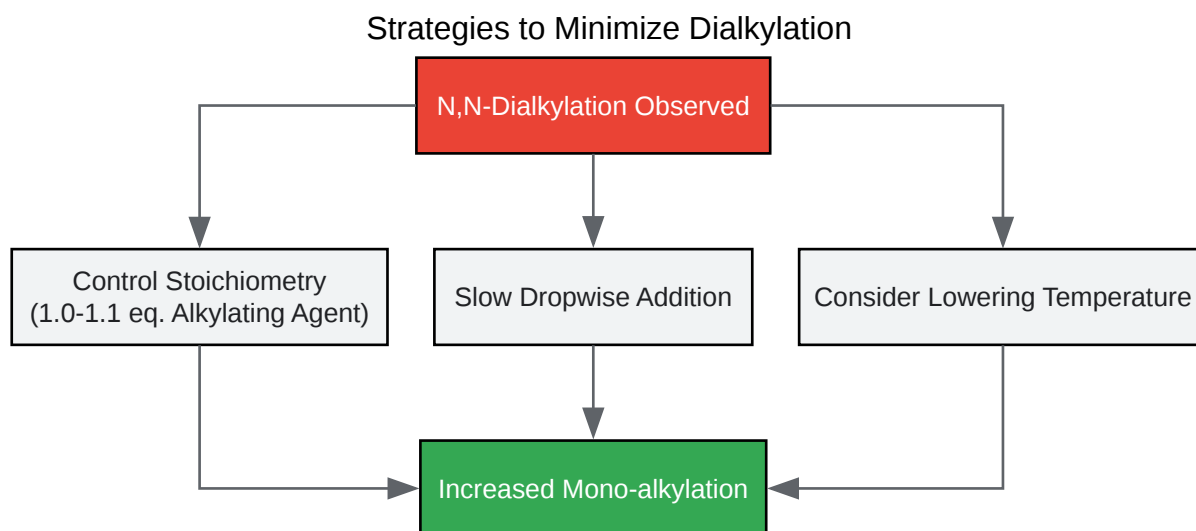 Strategies to Minimize Dialkylation
N,N-Dialkylation Observed
Control Stoichiometry
(1.0-1.1 eq. Alkylating Agent)
Slow Dropwise Addition
Consider Lowering Temperature
Increased Mono-alkylation